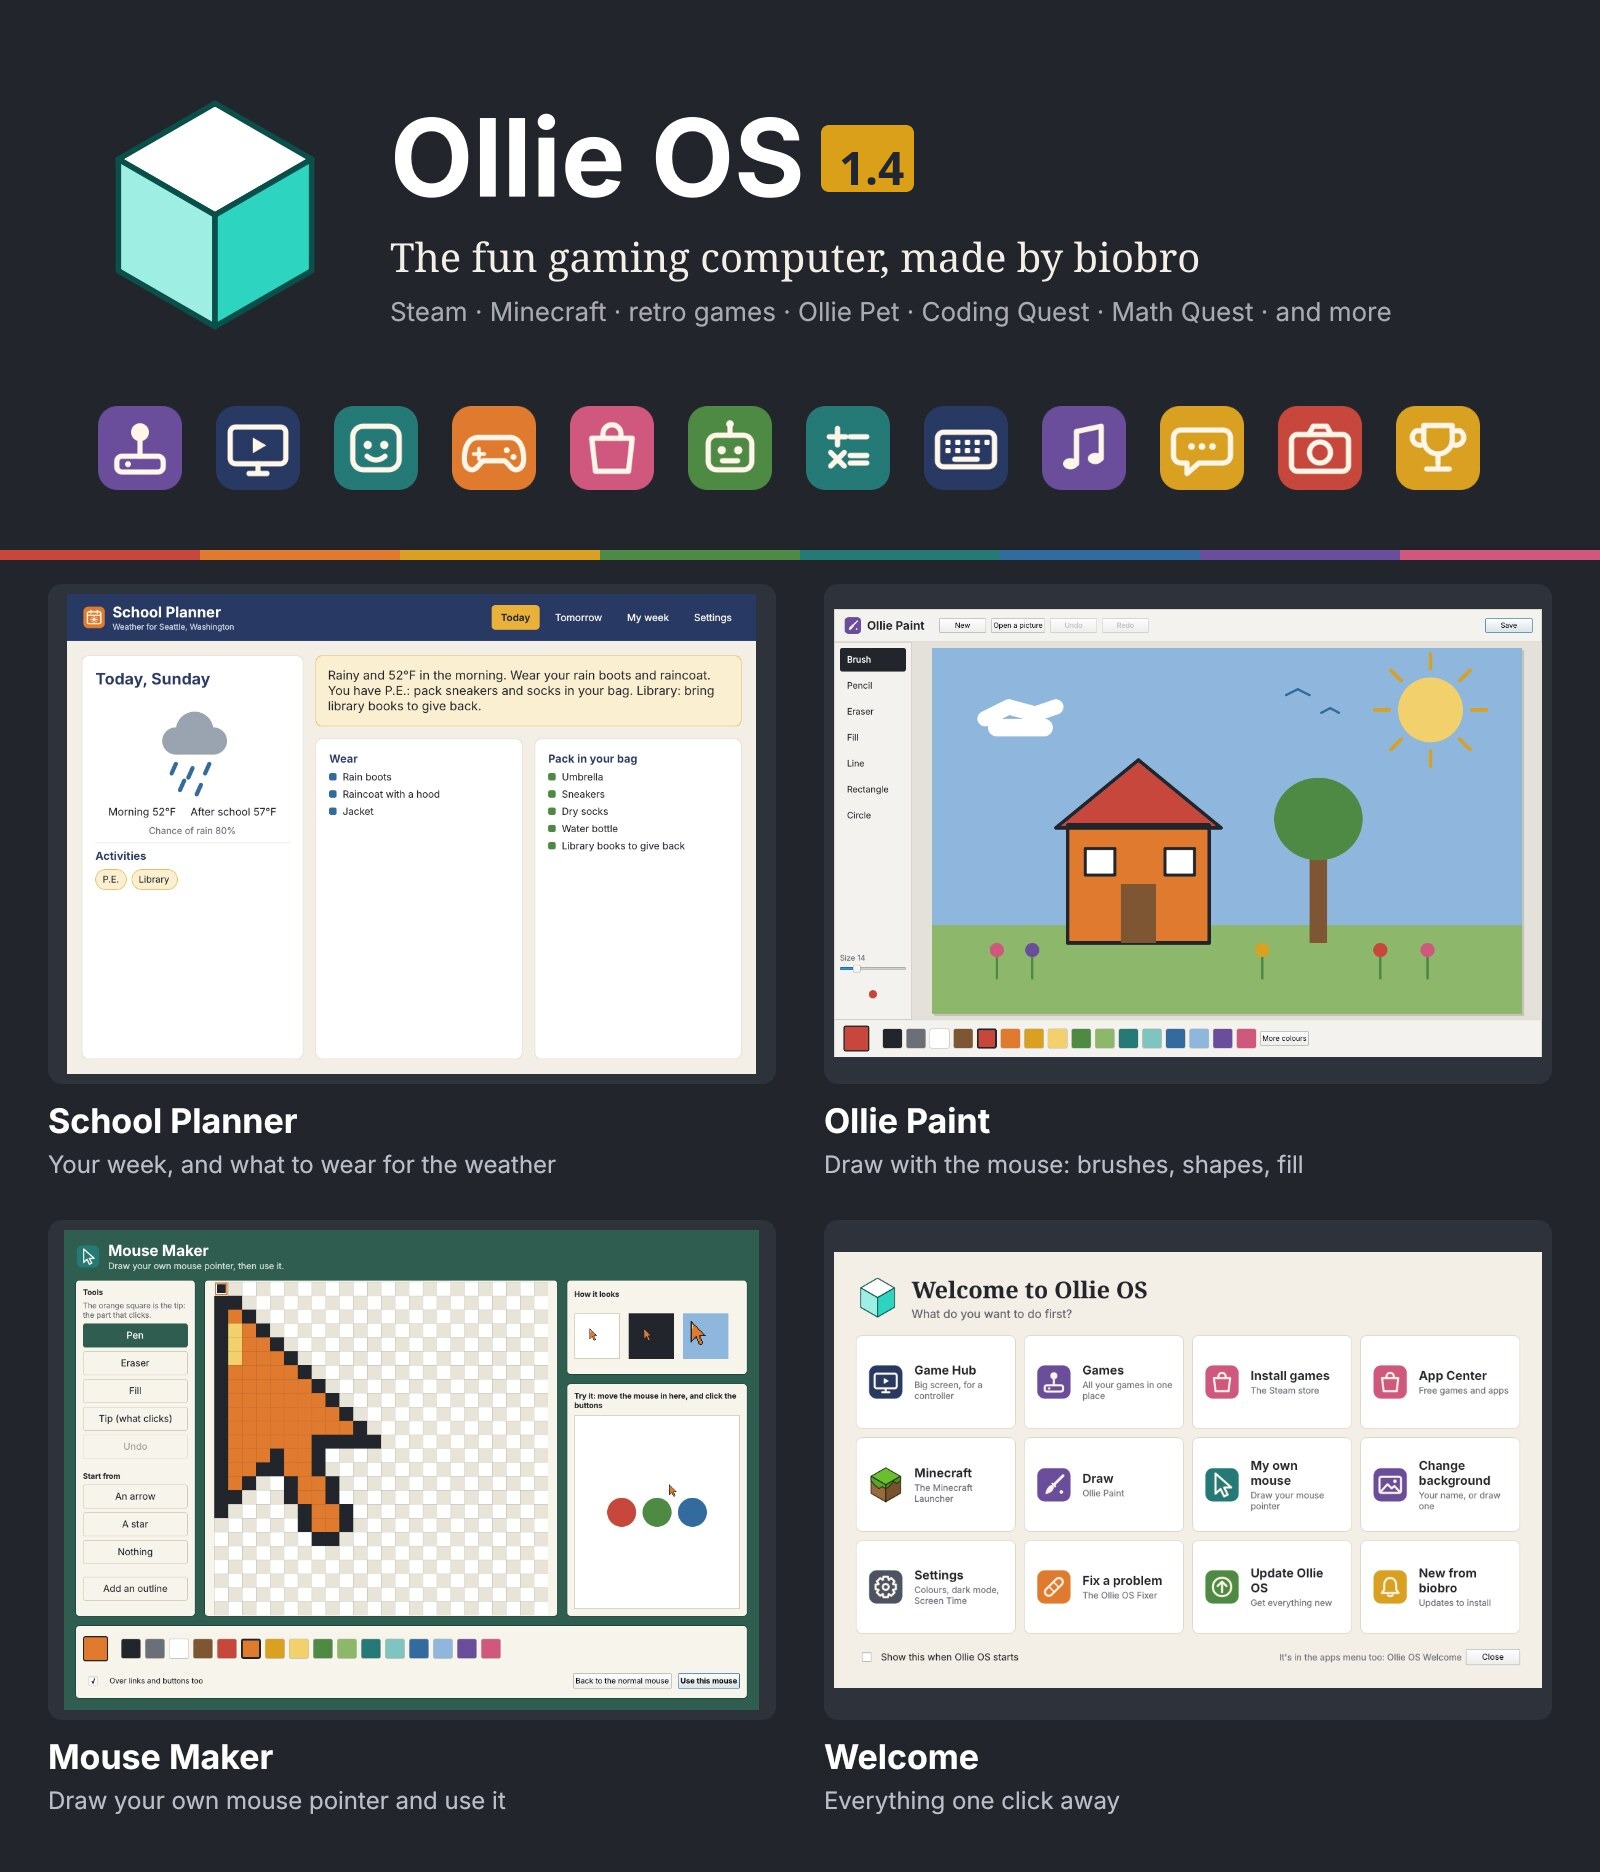 Ollie OS 1.4
The fun gaming computer, made by biobro
Steam · Minecraft · retro games · Ollie Pet · Coding Quest · Math Quest · and more
School Planner
Weather for Seattle, Washington
Today Tomorrow My week Settings
Today, Sunday
Morning 52°F After school 57°F
Chance of rain 80%
Activities
P.E. Library
Rainy and 52°F in the morning. Wear your rain boots and raincoat.
You have P.E.: pack sneakers and socks in your bag. Library: bring
library books to give back.
Wear
Rain boots
Raincoat with a hood
Jacket
Pack in your bag
Umbrella
Sneakers
Dry socks
Water bottle
Library books to give back
School Planner
Your week, and what to wear for the weather
Ollie Paint New Open a picture Undo Redo Save
Brush
Pencil
Eraser
Fill
Line
Rectangle
Circle
Size 14
More colours
Ollie Paint
Draw with the mouse: brushes, shapes, fill
Mouse Maker
Draw your own mouse pointer, then use it.
Tools
The orange square is the tip:
the part that clicks.
Pen
Eraser
Fill
Tip (what clicks)
Undo
Start from
An arrow
A star
Nothing
Add an outline
How it looks
Try it: move the mouse in here, and click the
buttons
Over links and buttons too
Back to the normal mouse Use this mouse
Mouse Maker
Draw your own mouse pointer and use it
Welcome to Ollie OS
What do you want to do first?
Game Hub
Big screen, for a
controller
Games
All your games in one
place
Install games
The Steam store
App Center
Free games and apps
Minecraft
The Minecraft
Launcher
Draw
Ollie Paint
My own
mouse
Draw your mouse
pointer
Change
background
Your name, or draw
one
Settings
Colours, dark mode,
Screen Time
Fix a problem
The Ollie OS Fixer
Update Ollie
OS
Get everything new
New from
biobro
Updates to install
Show this when Ollie OS starts
It's in the apps menu too: Ollie OS Welcome Close
Welcome
Everything one click away